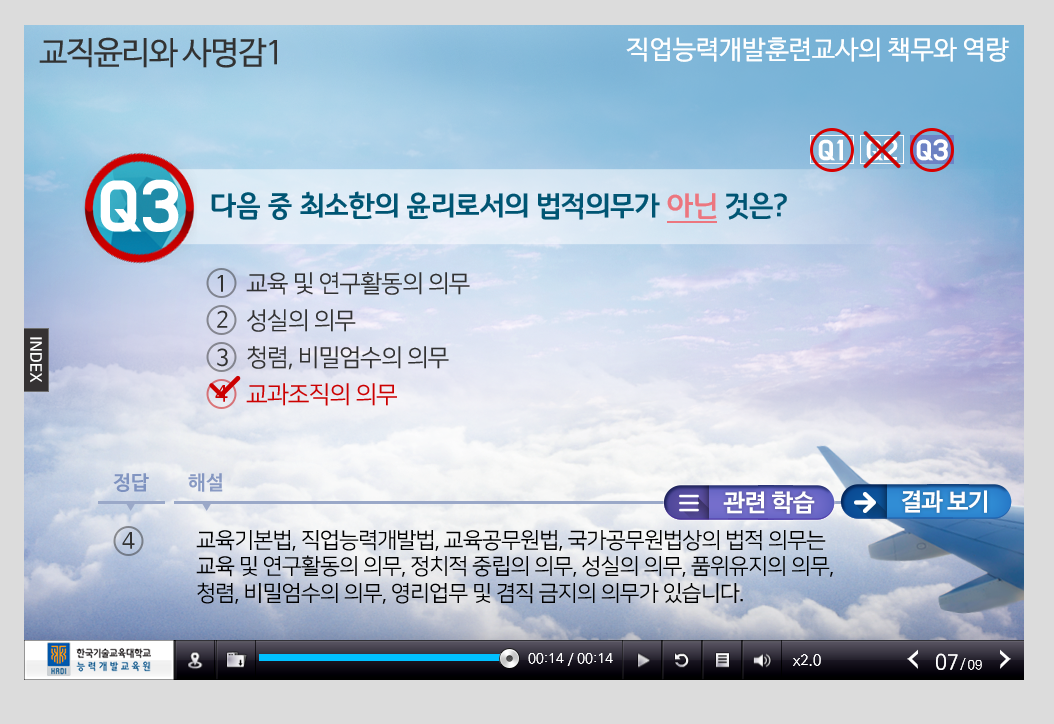 교직윤리와 사명감1
직업능력개발훈련교사의 책무와 역량
Q1 Q2 Q3
Q3 다음 중 최소한의 윤리로서의 법적의무가 아닌 것은?
1 교육 및 연구활동의 의무
2 성실의 의무
3 청렴, 비밀엄수의 의무
4 교과조직의 의무
INDEX
정답 해설
관련 학습 결과 보기
4 교육기본법, 직업능력개발법, 교육공무원법, 국가공무원법상의 법적 의무는
교육 및 연구활동의 의무, 정치적 중립의 의무, 성실의 의무, 품위유지의 의무,
청렴, 비밀엄수의 의무, 영리업무 및 겸직 금지의 의무가 있습니다.
HRDI
한국기술교육대학교
능력개발교육원
00:14 / 00:14 x2.0 07/09